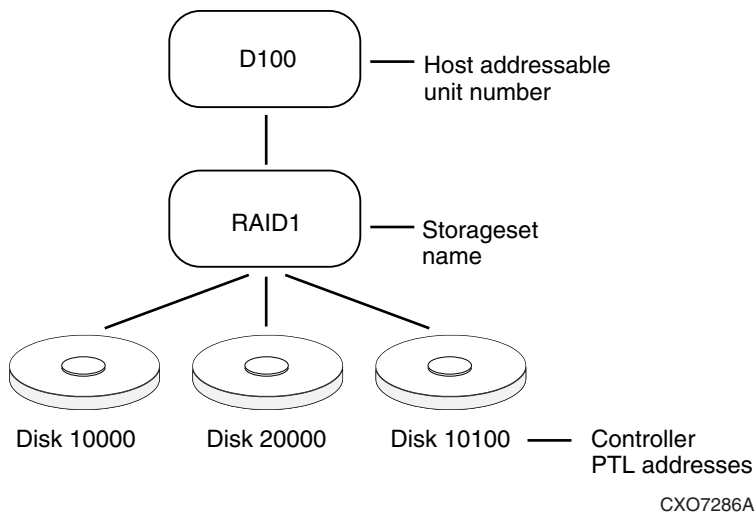 D100
Host addressable
unit number
RAID1
Storageset
name
Disk 10000
Disk 20000
Disk 10100
Controller
PTL addresses
CXO7286A